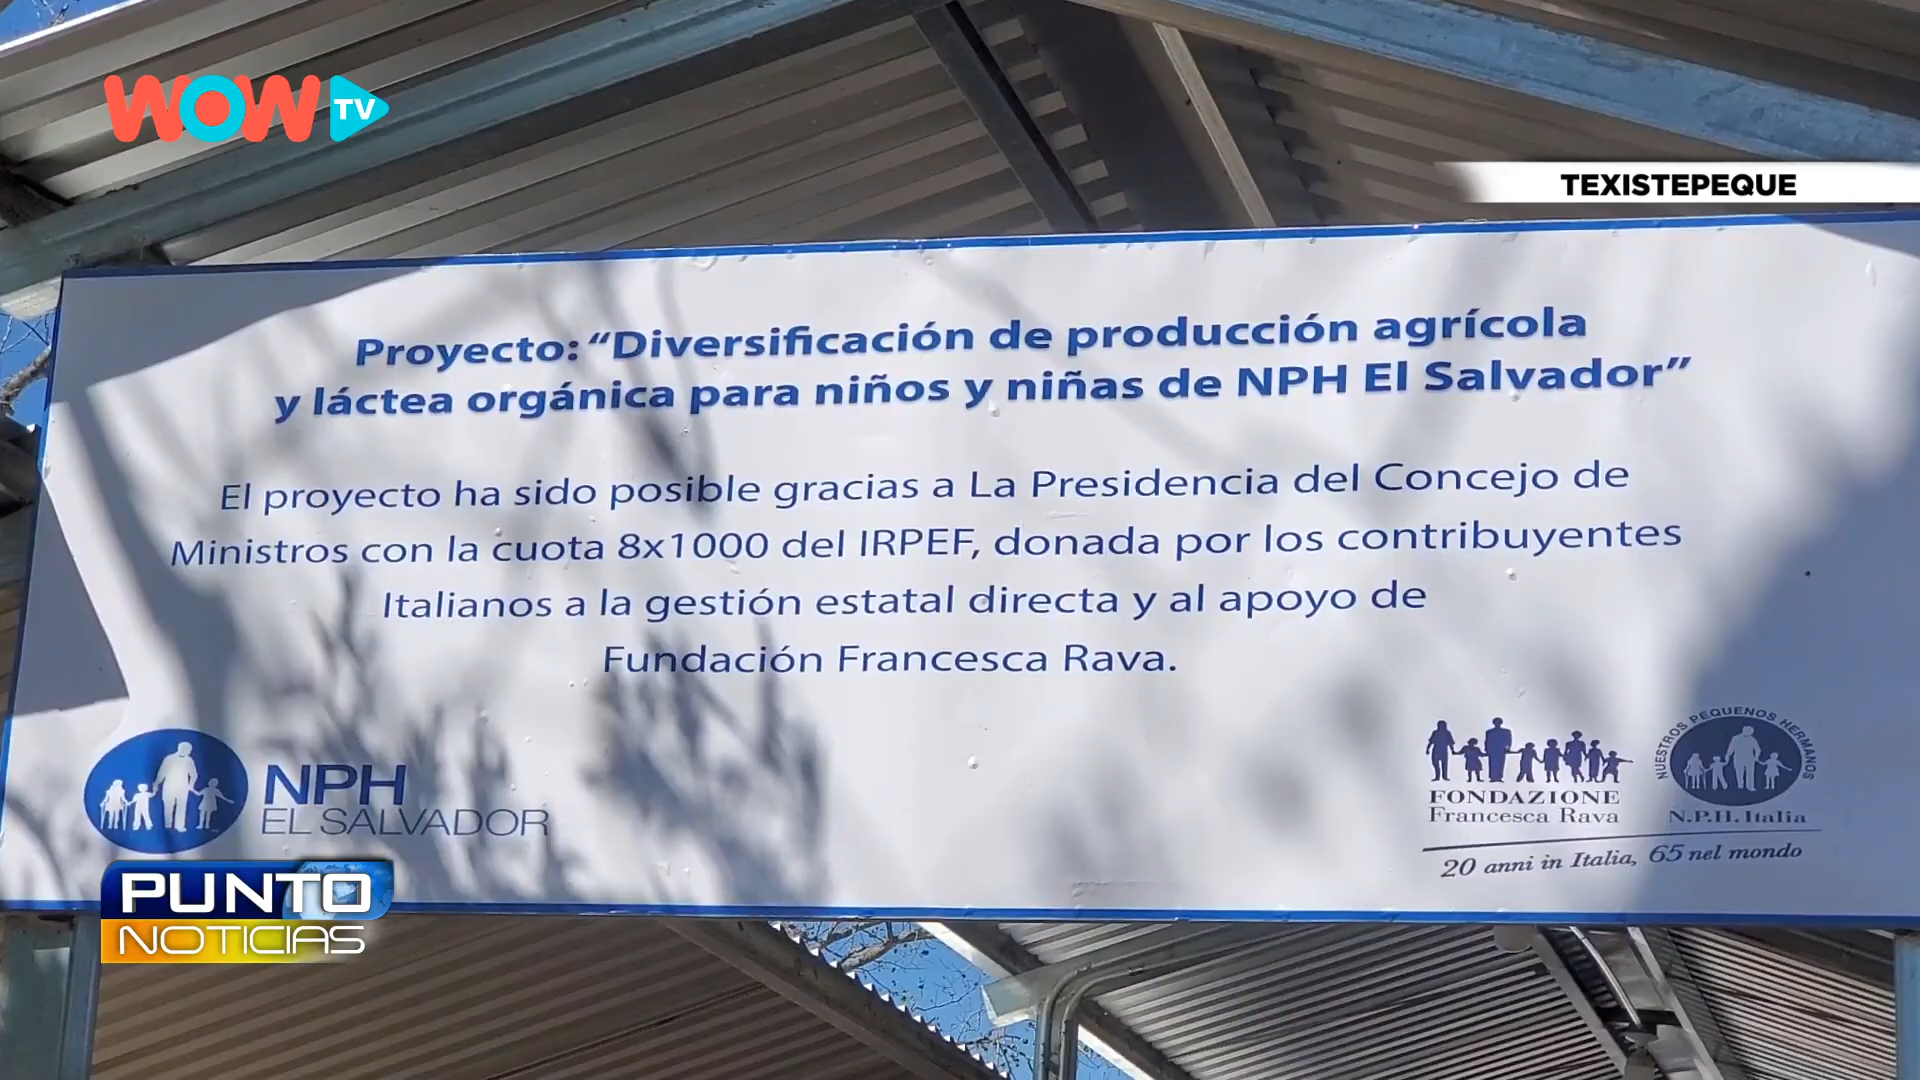 WOW TV
TEXISTEPEQUE
Proyecto: “Diversificación de producción agrícola
y láctea orgánica para niños y niñas de NPH El Salvador”
El proyecto ha sido posible gracias a La Presidencia del Concejo de
Ministros con la cuota 8x1000 del IRPEF, donada por los contribuyentes
Italianos a la gestión estatal directa y al apoyo de
Fundación Francesca Rava.
NPH
EL SALVADOR
FONDAZIONE
Francesca Rava
NUESTROS PEQUENOS HERMANOS
N.P.H. Italia
20 anni in Italia, 65 nel mondo
PUNTO
NOTICIAS